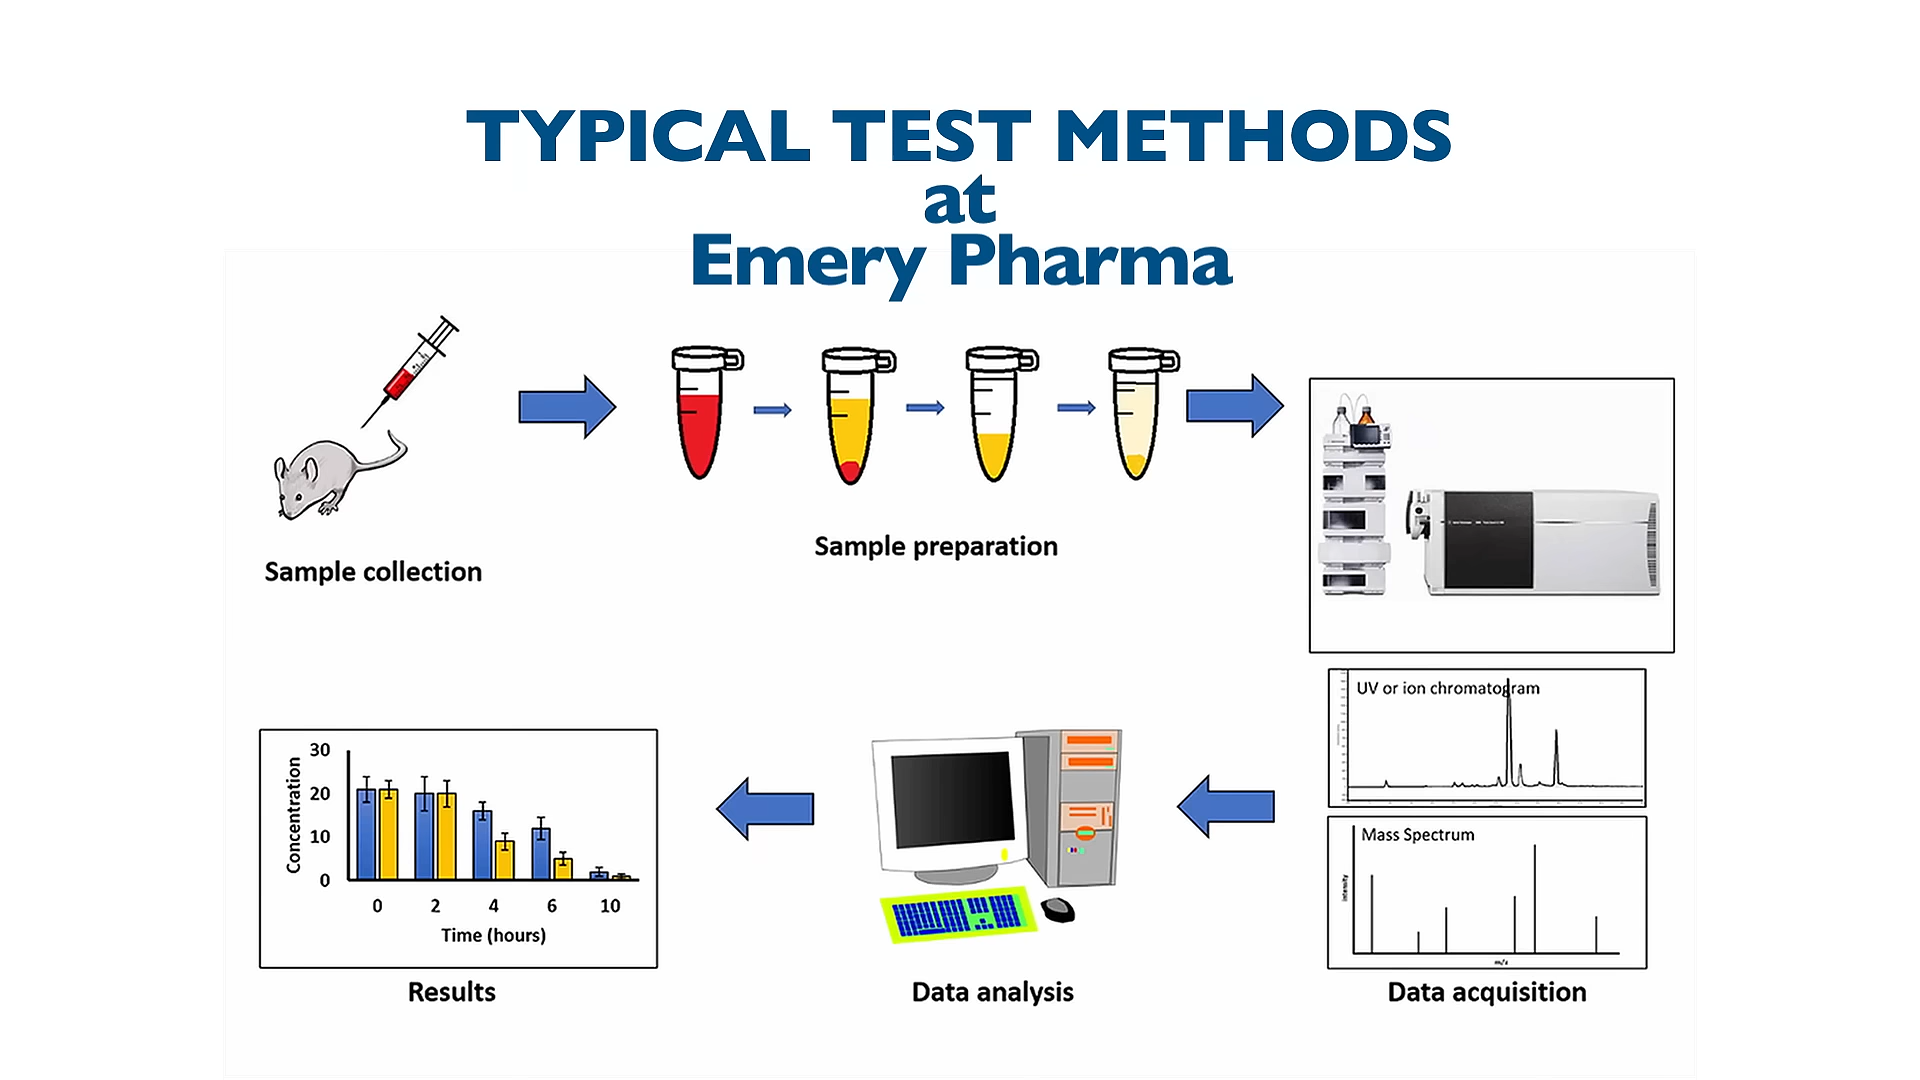 TYPICAL TEST METHODS
at
Emery Pharma
Sample collection
Sample preparation
UV or ion chromatogram
Mass Spectrum
Intensity
m/z
Data acquisition
Data analysis
Concentration
30
20
10
0
0 2 4 6 10
Time (hours)
Results